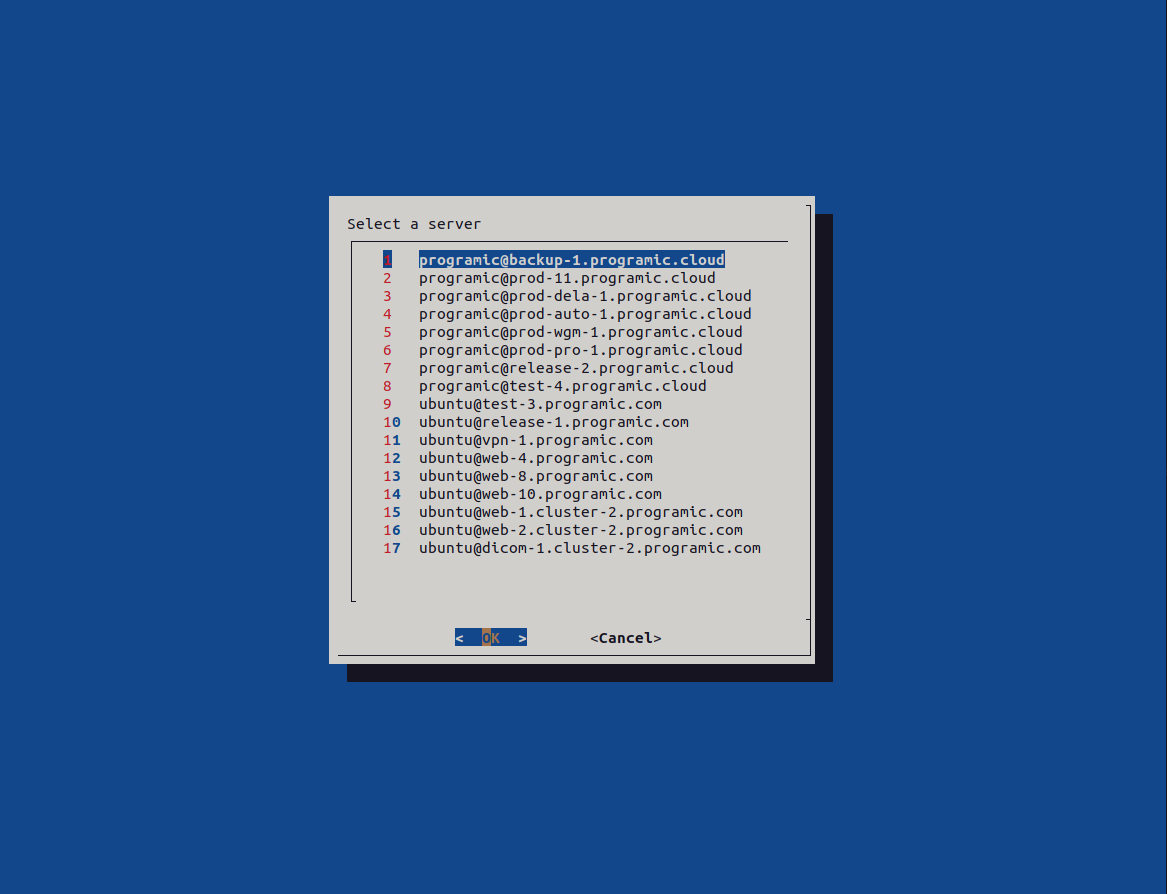 Select a server
1 programic@backup-1.programic.cloud
2 programic@prod-11.programic.cloud
3 programic@prod-dela-1.programic.cloud
4 programic@prod-auto-1.programic.cloud
5 programic@prod-wgm-1.programic.cloud
6 programic@prod-pro-1.programic.cloud
7 programic@release-2.programic.cloud
8 programic@test-4.programic.cloud
9 ubuntu@test-3.programic.com
10 ubuntu@release-1.programic.com
11 ubuntu@vpn-1.programic.com
12 ubuntu@web-4.programic.com
13 ubuntu@web-8.programic.com
14 ubuntu@web-10.programic.com
15 ubuntu@web-1.cluster-2.programic.com
16 ubuntu@web-2.cluster-2.programic.com
17 ubuntu@dicom-1.cluster-2.programic.com
< OK > <Cancel>